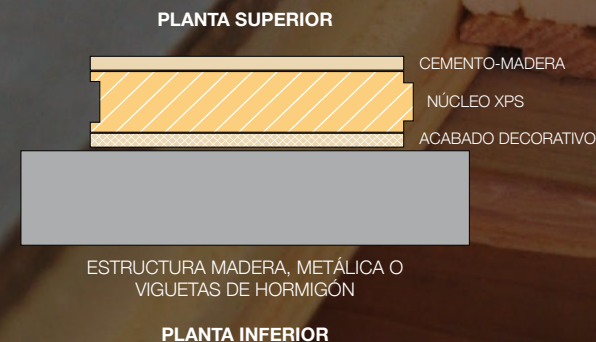 PLANTA SUPERIOR
CEMENTO-MADERA
NÚCLEO XPS
ACABADO DECORATIVO
ESTRUCTURA MADERA, METÁLICA O
VIGUETAS DE HORMIGÓN
PLANTA INFERIOR